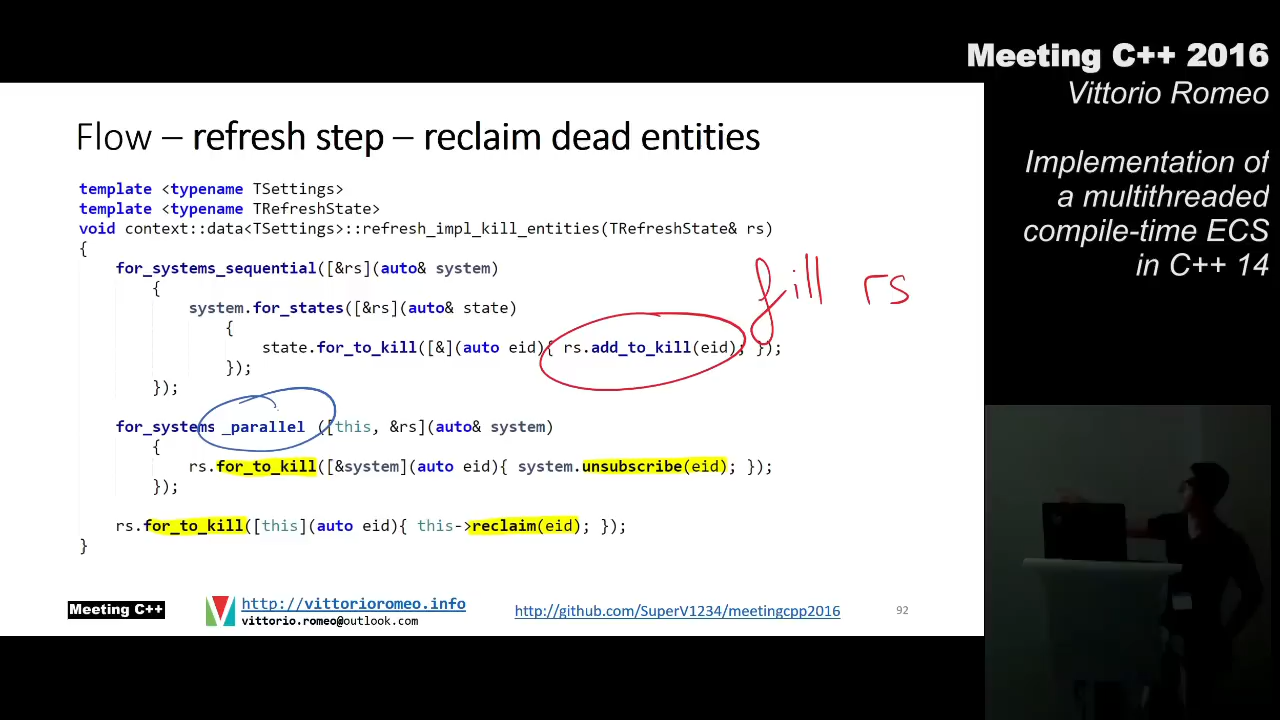 Meeting C++ 2016
Vittorio Romeo
Implementation of
a multithreaded
compile-time ECS
in C++ 14
Flow – refresh step – reclaim dead entities
template <typename TSettings>
template <typename TRefreshState>
void context::data<TSettings>::refresh_impl_kill_entities(TRefreshState& rs)
{
for_systems_sequential([&rs](auto& system)
{
system.for_states([&rs](auto& state)
{
state.for_to_kill([&](auto eid){ rs.add_to_kill(eid); });
});
});
fill rs
for_systems _parallel ([this, &rs](auto& system)
{
rs.for_to_kill([&system](auto eid){ system.unsubscribe(eid); });
});
rs.for_to_kill([this](auto eid){ this->reclaim(eid); });
}
Meeting C++
http://vittorioromeo.info
vittorio.romeo@outlook.com
http://github.com/SuperV1234/meetingcpp2016
92